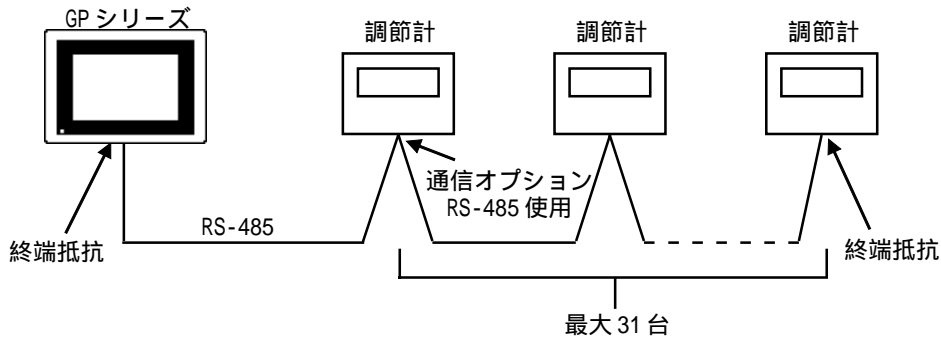 GPシリーズ
調節計
調節計
調節計
通信オプション
RS-485使用
RS-485
終端抵抗
終端抵抗
最大31台